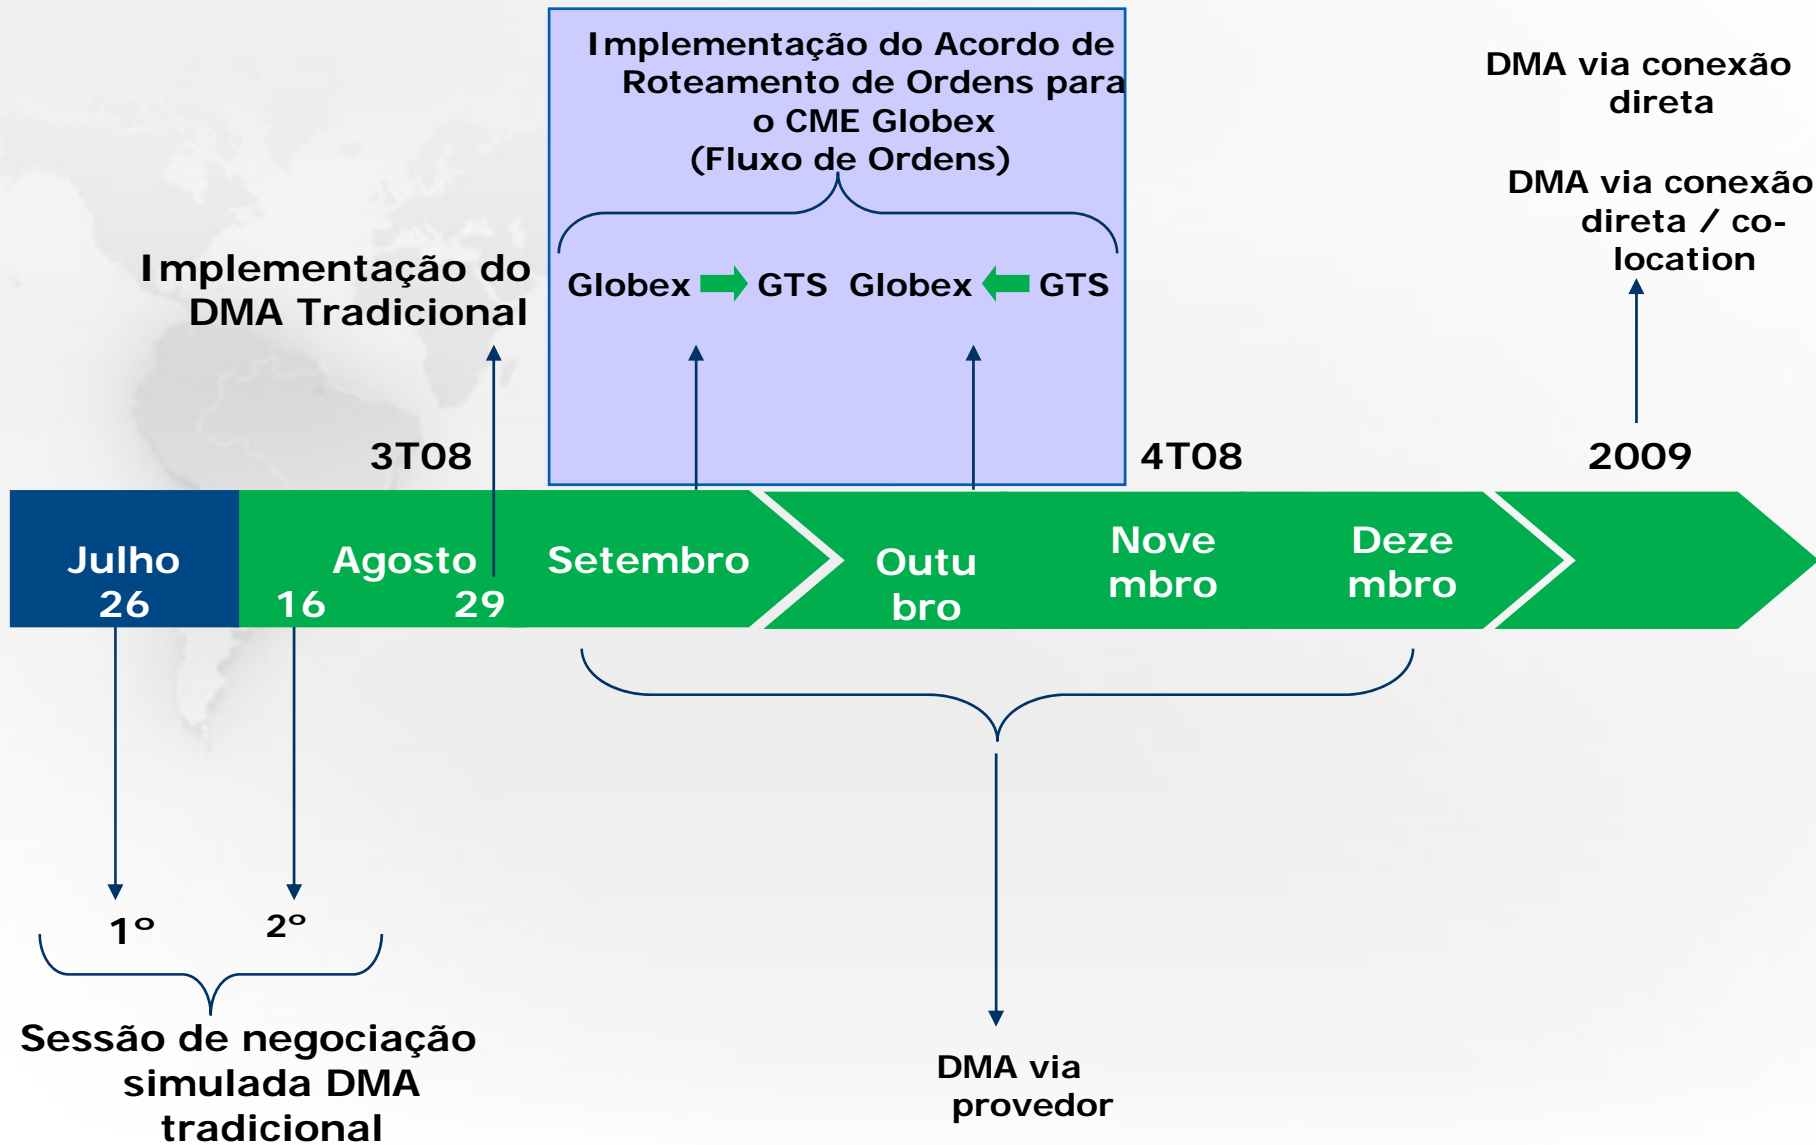 Implementação do Acordo de
Roteamento de Ordens para
o CME Globex
(Fluxo de Ordens)
DMA via conexão
direta
DMA via conexão
direta / co-
location
Implementação do
DMA Tradicional
Globex GTS Globex GTS
3T08 4T08 2009
Julho
26
Agosto
16 29
Setembro
Outu
bro
Nove
mbro
Deze
mbro
1º 2º
Sessão de negociação
simulada DMA
tradicional
DMA via
provedor